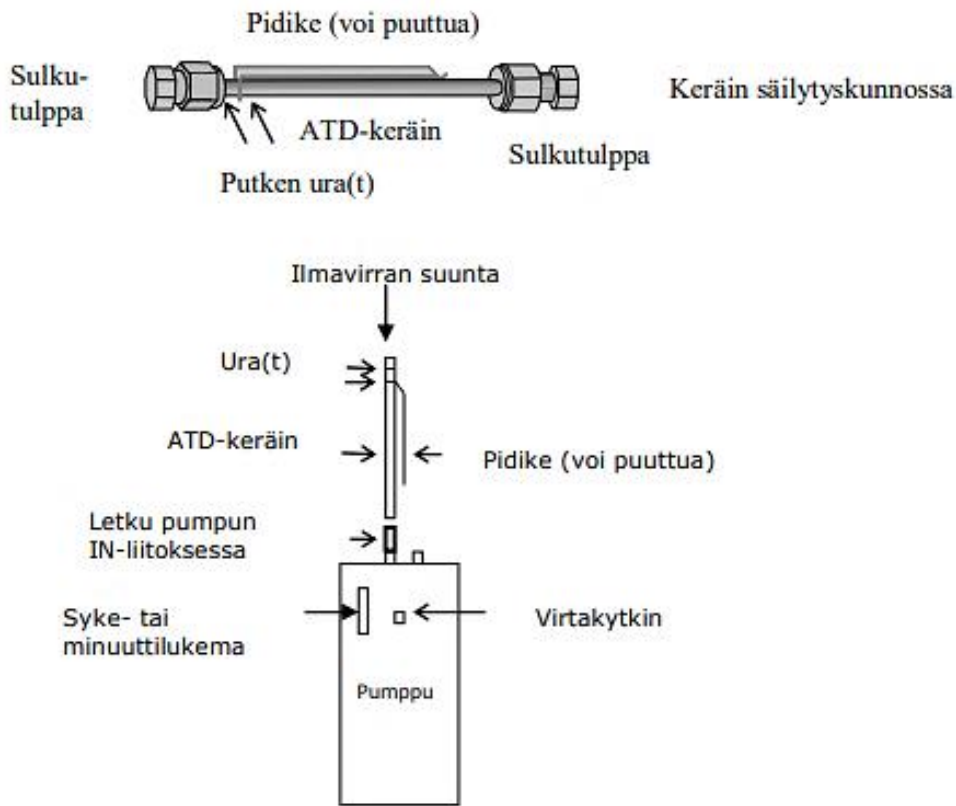 Pidike (voi puuttua)
Sulku-
tulppa
Keräin säilytyskunnossa
ATD-keräin
Sulkutulppa
Putken ura(t)
Ilmavirran suunta
Ura(t)
ATD-keräin
Pidike (voi puuttua)
Letku pumpun
IN-liitoksessa
Syke- tai
minuuttilukema
Virtakytkin
Pumppu